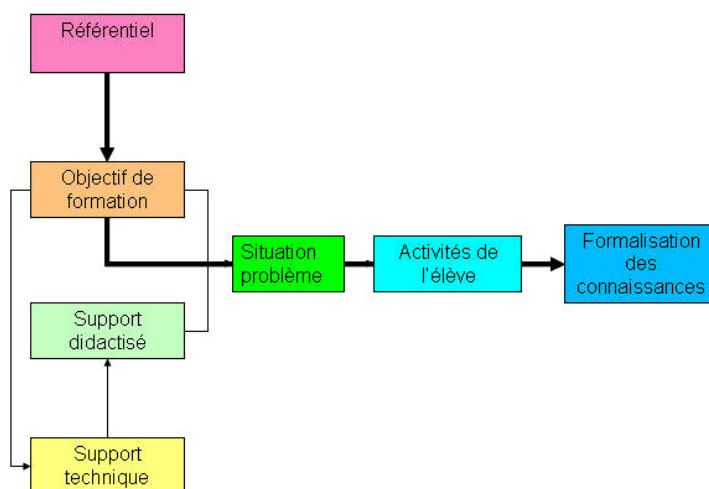 Référentiel
Objectif de
formation
Situation
problème
Activités de
l'élève
Formalisation
des
connaissances
Support
didactisé
Support
technique